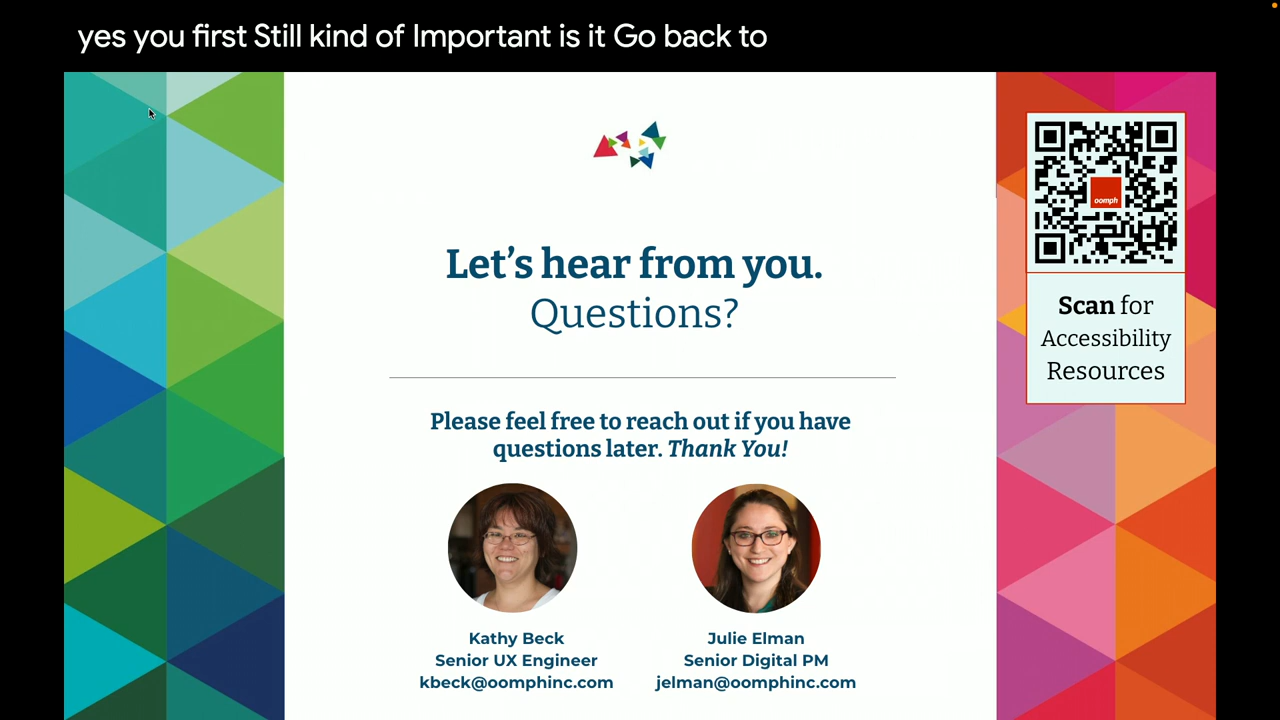 yes you first Still kind of Important is it Go back to
Let's hear from you.
Questions?
Please feel free to reach out if you have
questions later. Thank You!
Kathy Beck
Senior UX Engineer
kbeck@oomphinc.com
Julie Elman
Senior Digital PM
jelman@oomphinc.com
oomph
Scan for
Accessibility
Resources